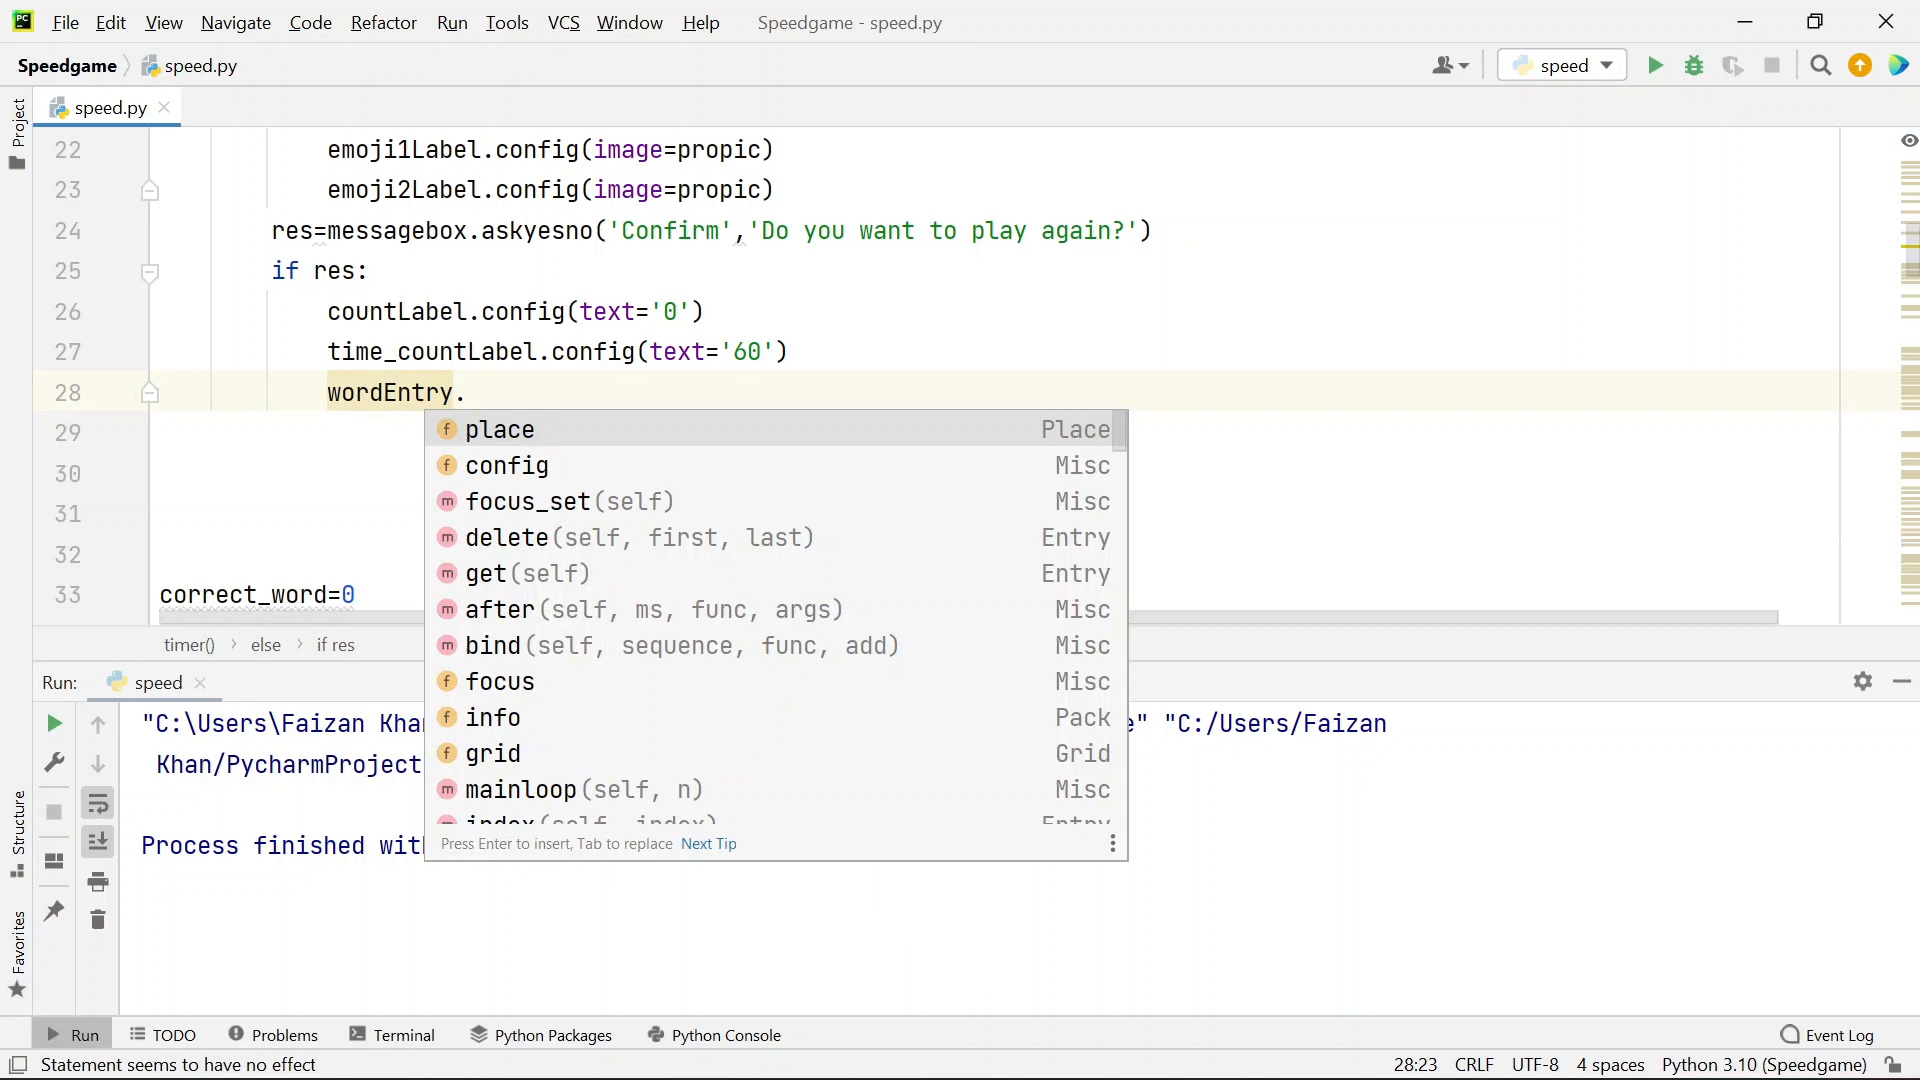 PC File Edit View Navigate Code Refactor Run Tools VCS Window Help Speedgame - speed.py
Speedgame speed.py speed
Project
speed.py
22 emoji1Label.config(image=propic)
23 emoji2Label.config(image=propic)
24 res=messagebox.askyesno('Confirm','Do you want to play again?')
25 if res:
26 countLabel.config(text='0')
27 time_countLabel.config(text='60')
28 wordEntry.
29
30
31
32
33 correct_word=0
f place Place
f config Misc
m focus_set(self) Misc
m delete(self, first, last) Entry
m get(self) Entry
m after(self, ms, func, args) Misc
m bind(self, sequence, func, add) Misc
f focus Misc
f info Pack
f grid Grid
m mainloop(self, n) Misc
m index(self, index) Entry
Press Enter to insert, Tab to replace Next Tip
timer() else if res
Run: speed
"C:\Users\Faizan Khan e" "C:/Users/Faizan
Khan/PycharmProject
Process finished wit
Structure
Favorites
Run TODO Problems Terminal Python Packages Python Console Event Log
Statement seems to have no effect 28:23 CRLF UTF-8 4 spaces Python 3.10 (Speedgame)